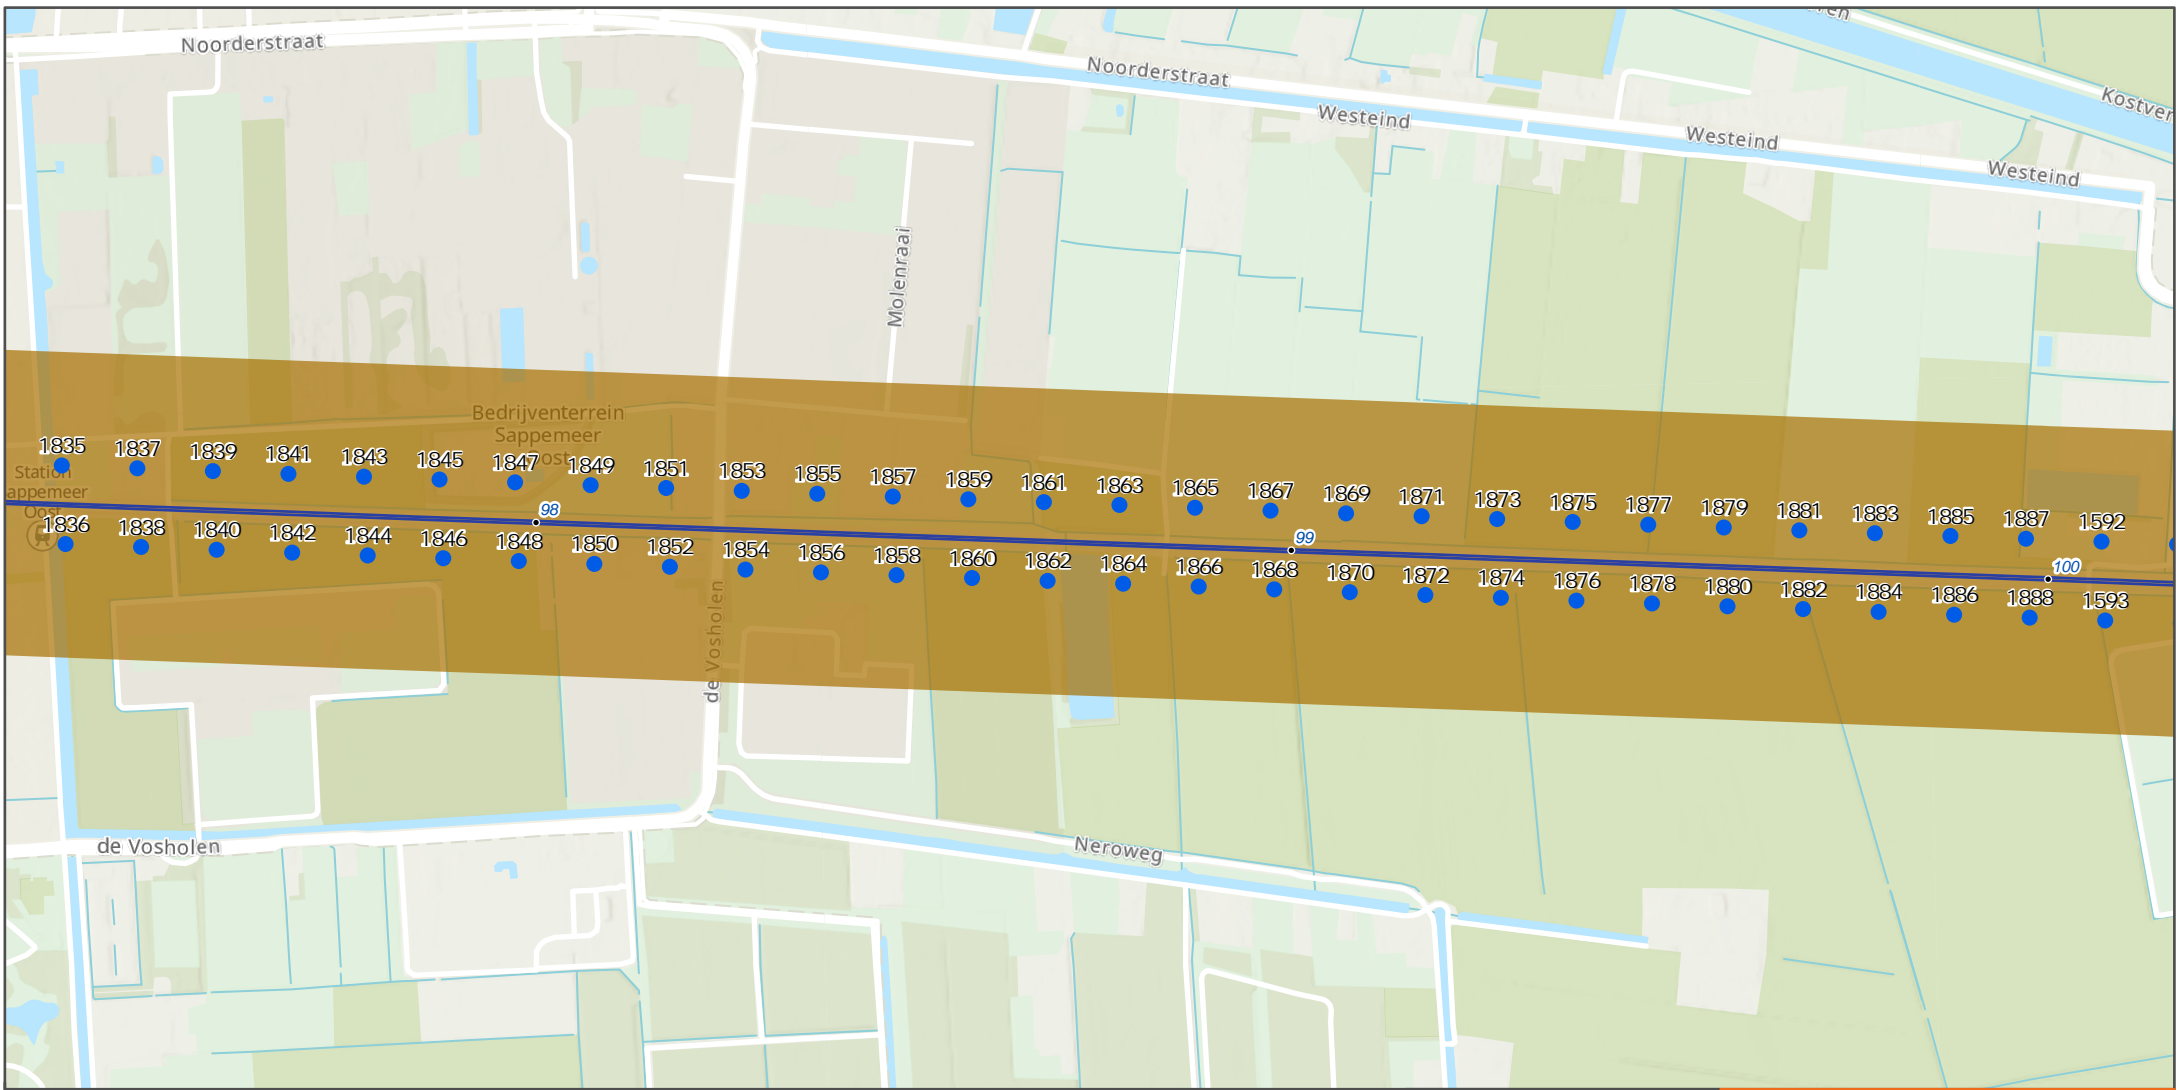 ren
Noorderstraat
Noorderstraat
Westeind
Westeind
Westeind
Kostver
Molenraai
Bedrijventerrein
Sappemeer
Oost
Station
appemeer
Oost
1835 1837 1839 1841 1843 1845 1847 1849 1851 1853 1855 1857 1859 1861 1863 1865 1867 1869 1871 1873 1875 1877 1879 1881 1883 1885 1887 1592
98 99 100
1836 1838 1840 1842 1844 1846 1848 1850 1852 1854 1856 1858 1860 1862 1864 1866 1868 1870 1872 1874 1876 1878 1880 1882 1884 1886 1888 1593
de Vosholen
de Vosholen
Neroweg